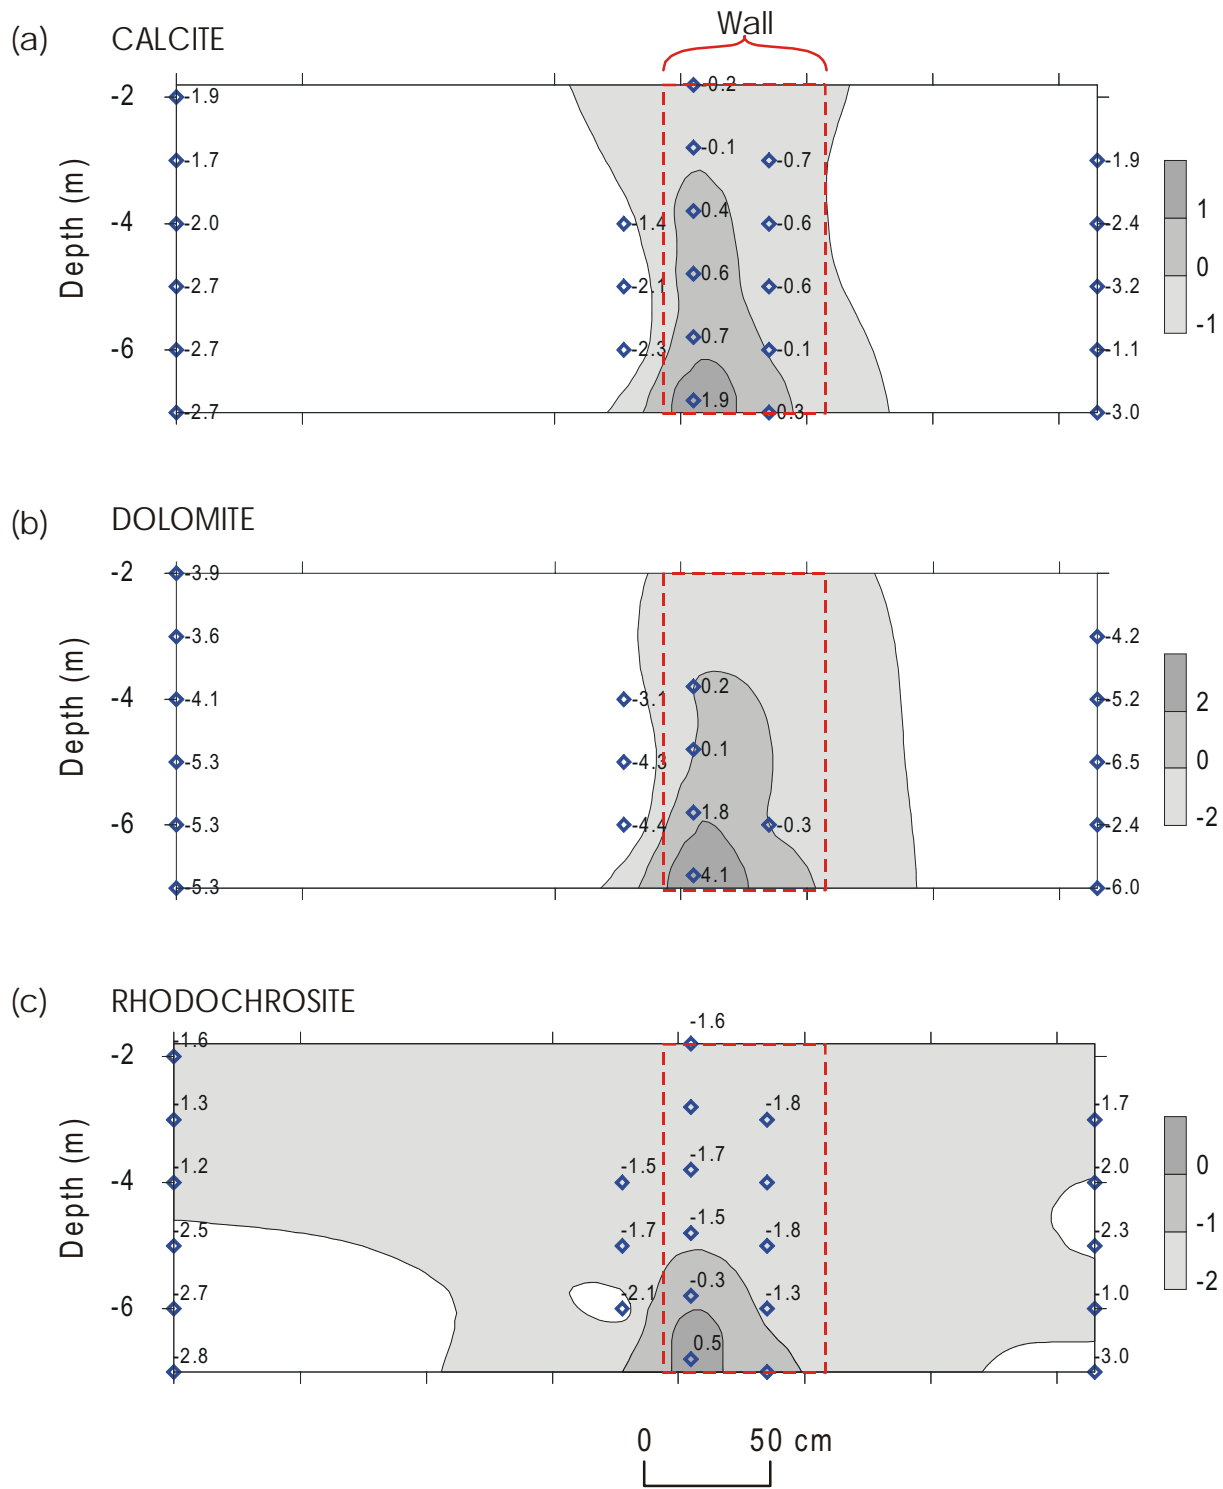 Wall
(a) CALCITE
-0.2
-2 -1.9
-0.1
-1.7 -0.7 -1.9
0.4
-4 -2.0 -1.4 -0.6 -2.4 1
0.6 0
-2.7 -2.1 -0.6 -3.2 -1
0.7
-6 -2.7 -2.3 -0.1 -1.1
1.9
-2.7 0.3 -3.0
Depth (m)
(b) DOLOMITE
-2 -3.9
-3.6 -4.2
0.2
-4 -4.1 -3.1 -5.2 2
0.1 0
-5.3 -4.3 -6.5 -2
1.8
-6 -5.3 -4.4 -0.3 -2.4
4.1
-5.3 -6.0
Depth (m)
(c) RHODOCHROSITE
-1.6
-2 -1.6
-1.3 -1.8 -1.7
-1.7
-4 -1.2 -1.5 -2.0 0
-1.5 -1
-2.5 -1.7 -1.8 -2.3 -2
-0.3
-6 -2.7 -2.1 -1.3 -1.0
0.5
-2.8 -3.0
Depth (m)
0 50 cm